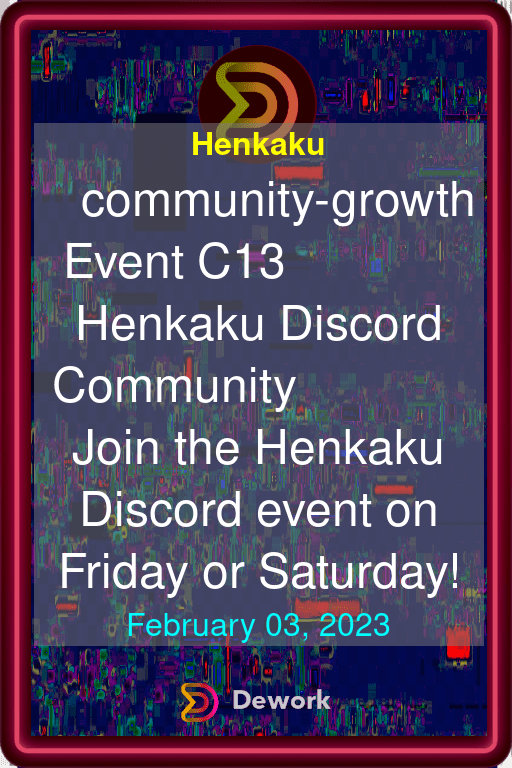 Henkaku
community-growth
Event C13
Henkaku Discord
Community
Join the Henkaku
Discord event on
Friday or Saturday!
February 03, 2023
Dework